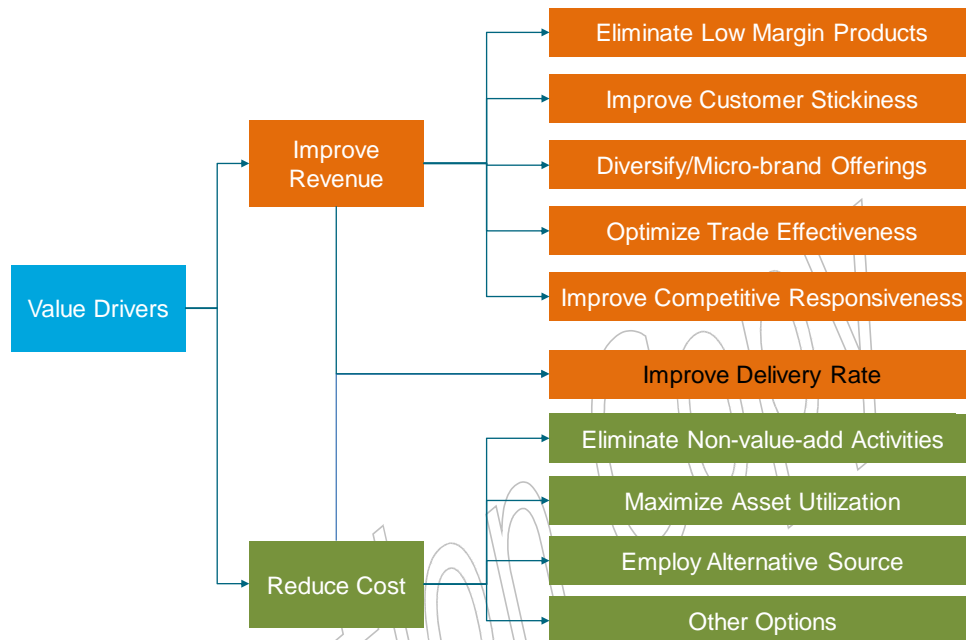 Value Drivers
Improve
Revenue
Reduce Cost
Eliminate Low Margin Products
Improve Customer Stickiness
Diversify/Micro-brand Offerings
Optimize Trade Effectiveness
Improve Competitive Responsiveness
Improve Delivery Rate
Eliminate Non-value-add Activities
Maximize Asset Utilization
Employ Alternative Source
Other Options